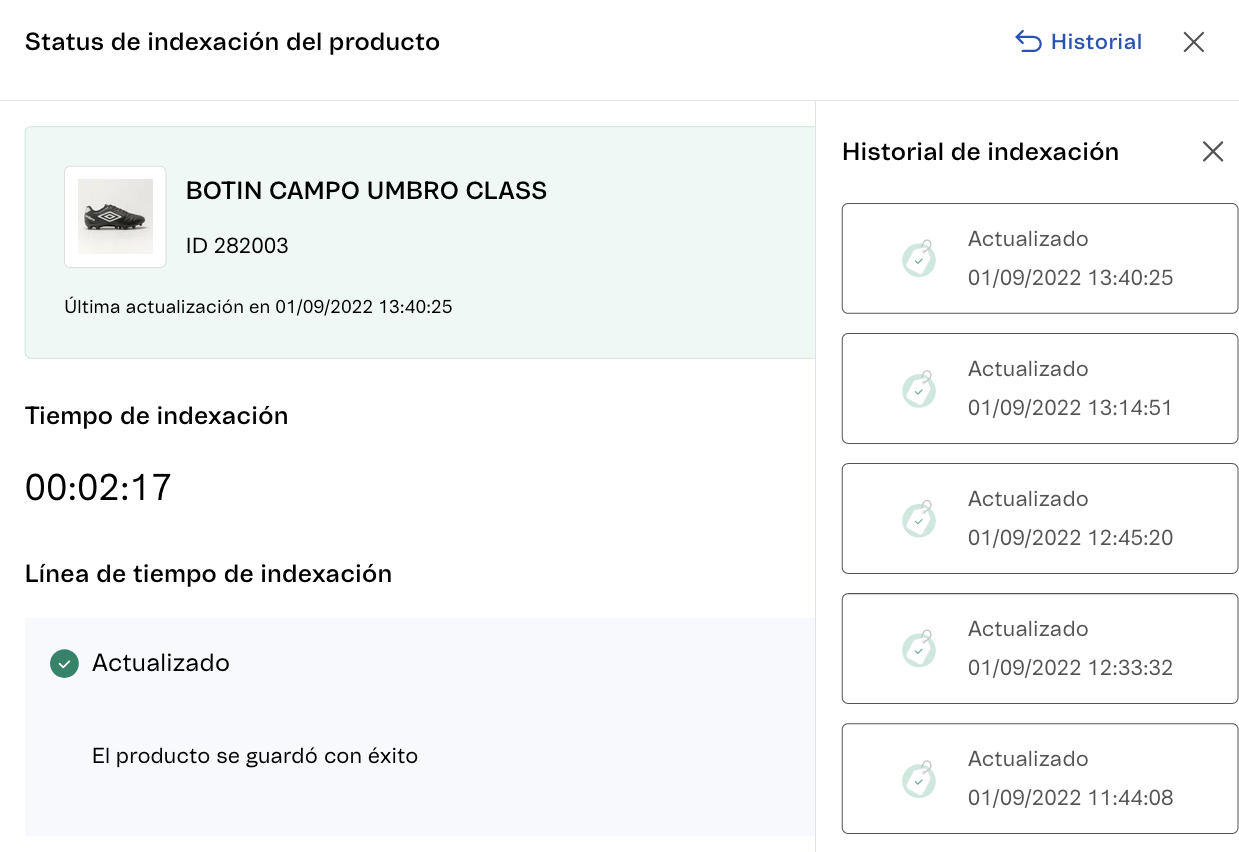 Status de indexación del producto
Historial
BOTIN CAMPO UMBRO CLASS
ID 282003
Última actualización en 01/09/2022 13:40:25
Tiempo de indexación
00:02:17
Línea de tiempo de indexación
Actualizado
El producto se guardó con éxito
Historial de indexación
Actualizado
01/09/2022 13:40:25
Actualizado
01/09/2022 13:14:51
Actualizado
01/09/2022 12:45:20
Actualizado
01/09/2022 12:33:32
Actualizado
01/09/2022 11:44:08